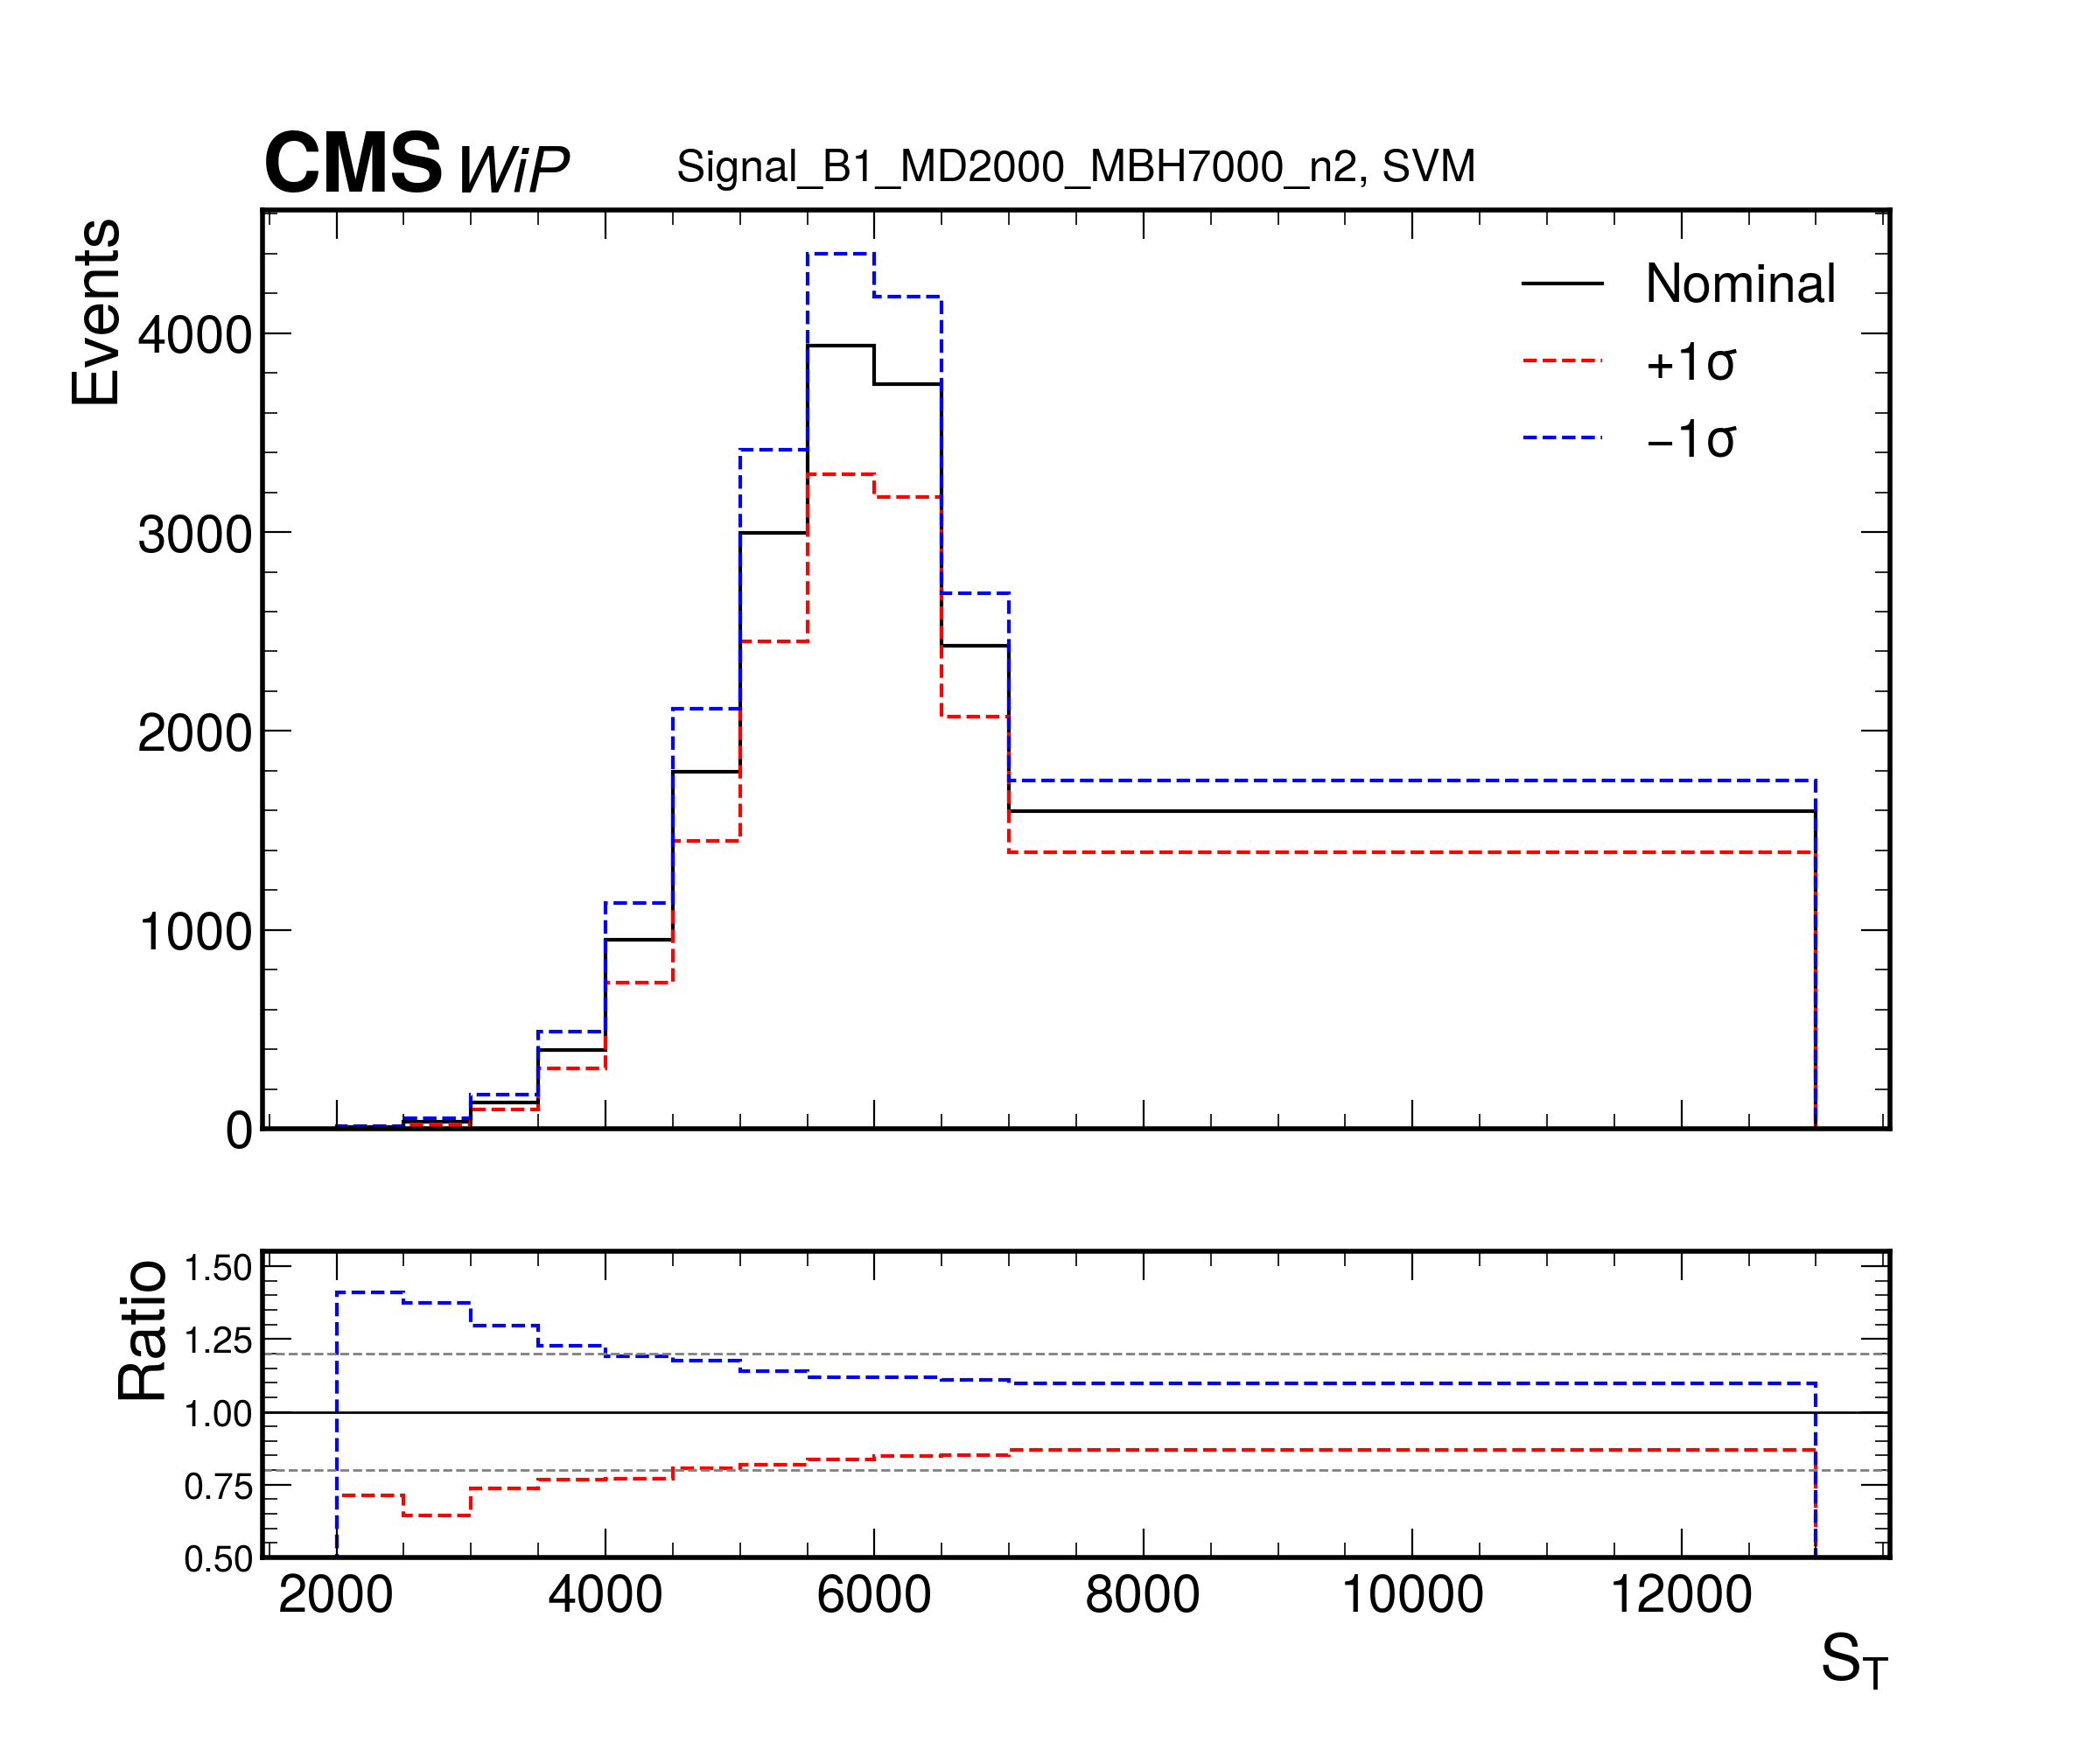 CMS WiP Signal_B1_MD2000_MBH7000_n2, SVM
Events
4000
3000
2000
1000
0
Nominal
+1σ
−1σ
Ratio
1.50
1.25
1.00
0.75
0.50
2000 4000 6000 8000 10000 12000
S_T